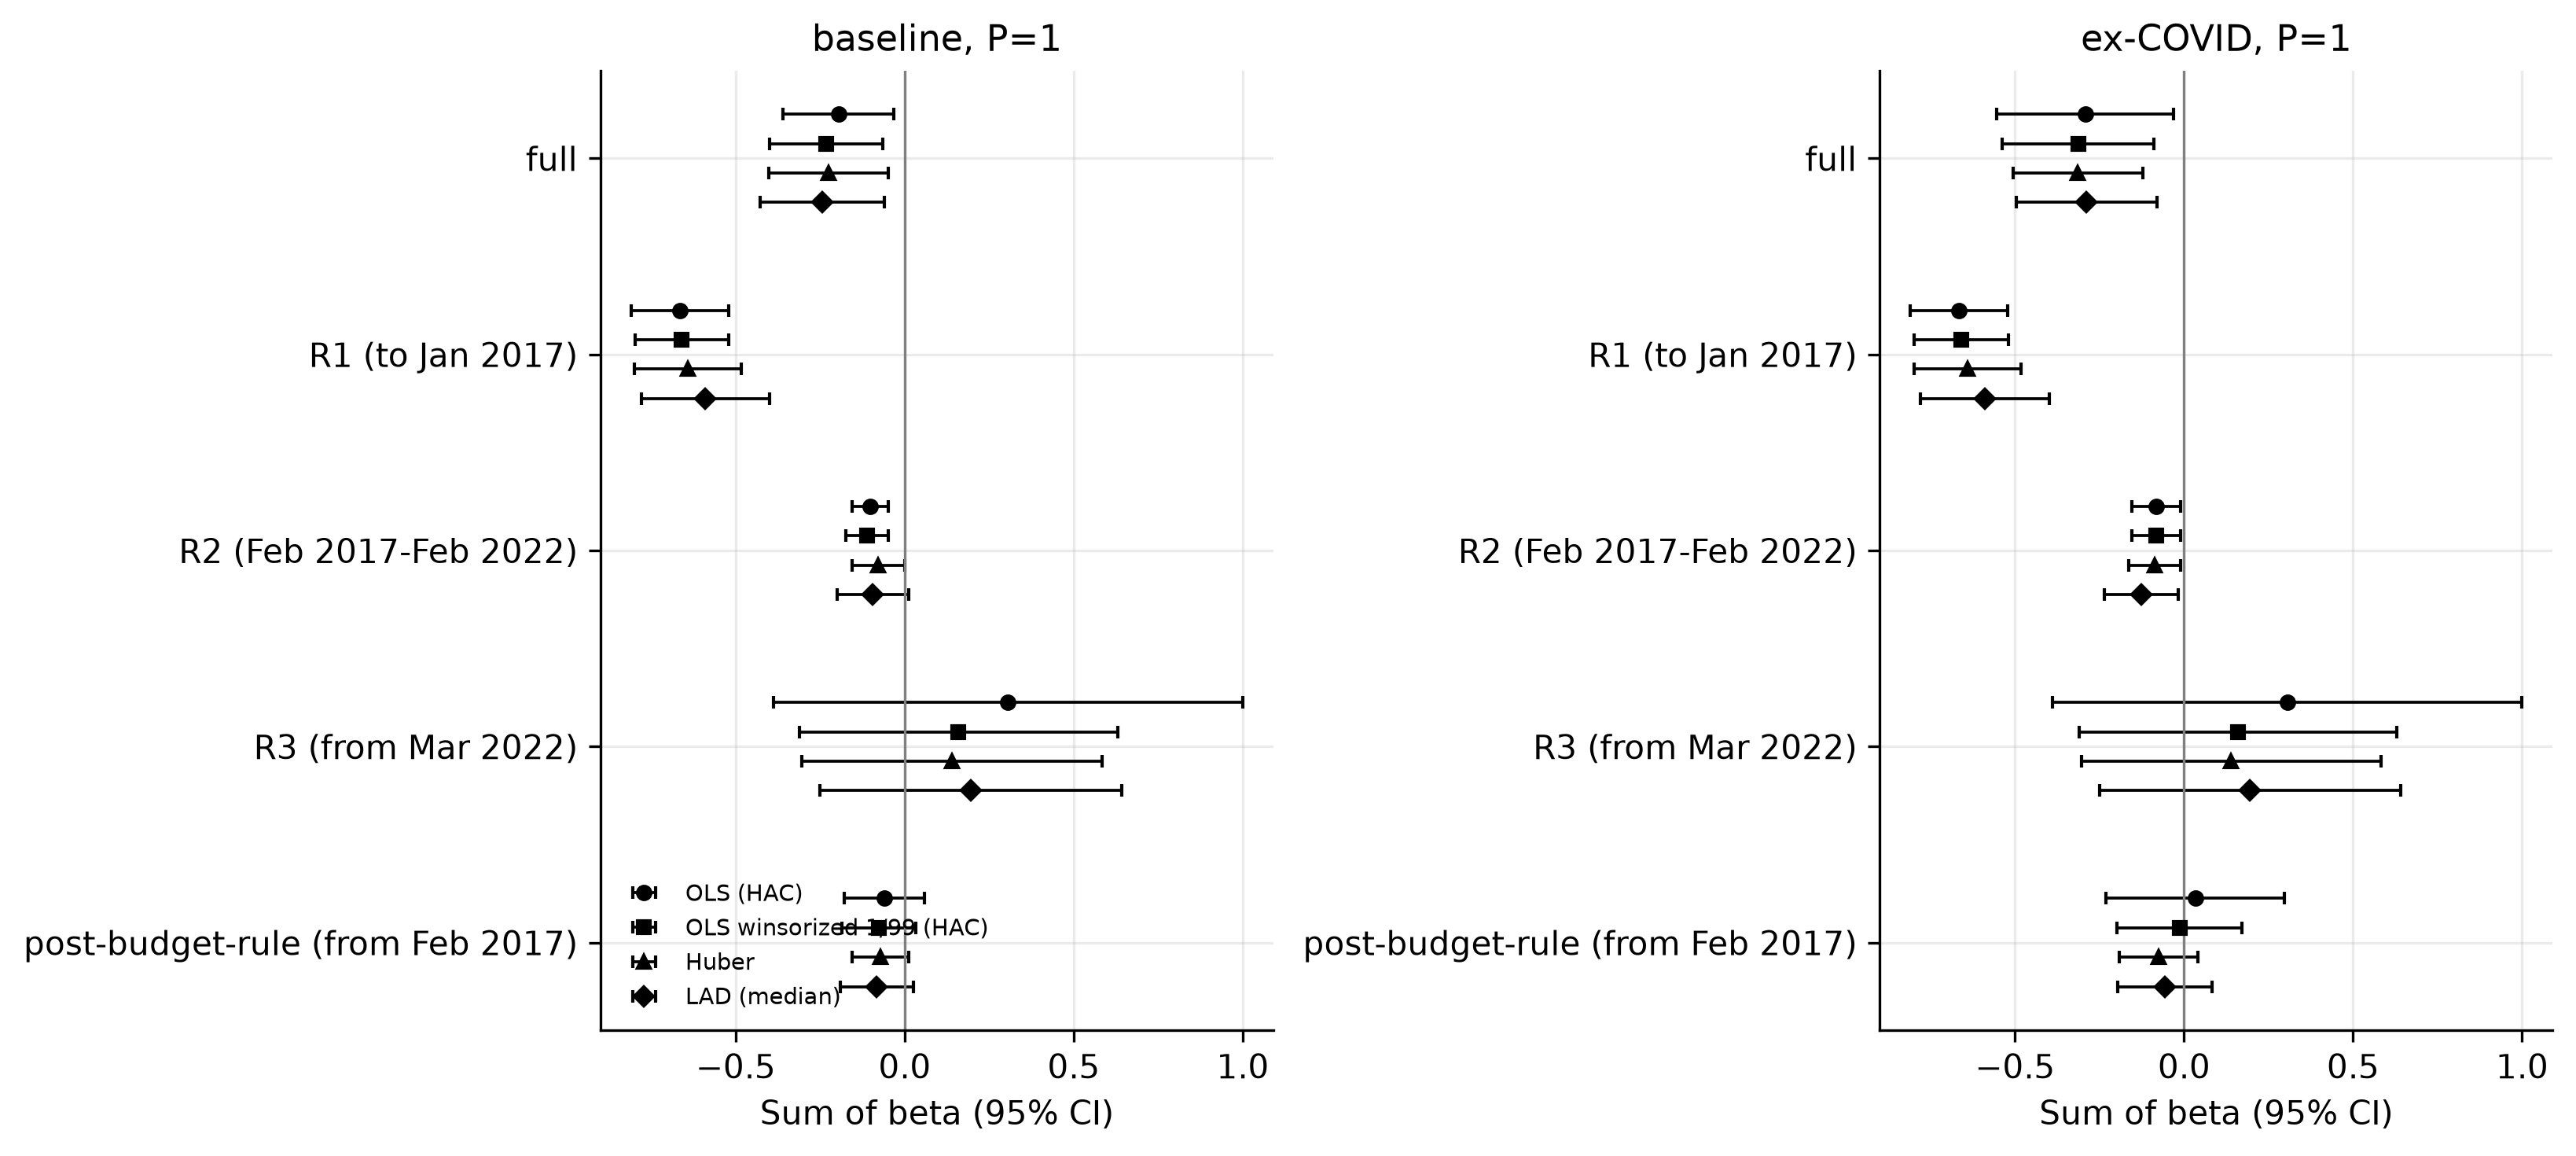 baseline, P=1
full
R1 (to Jan 2017)
R2 (Feb 2017-Feb 2022)
R3 (from Mar 2022)
post-budget-rule (from Feb 2017)
OLS (HAC)
OLS winsorized 1/99 (HAC)
Huber
LAD (median)
−0.5 0.0 0.5 1.0
Sum of beta (95% CI)
ex-COVID, P=1
full
R1 (to Jan 2017)
R2 (Feb 2017-Feb 2022)
R3 (from Mar 2022)
post-budget-rule (from Feb 2017)
−0.5 0.0 0.5 1.0
Sum of beta (95% CI)